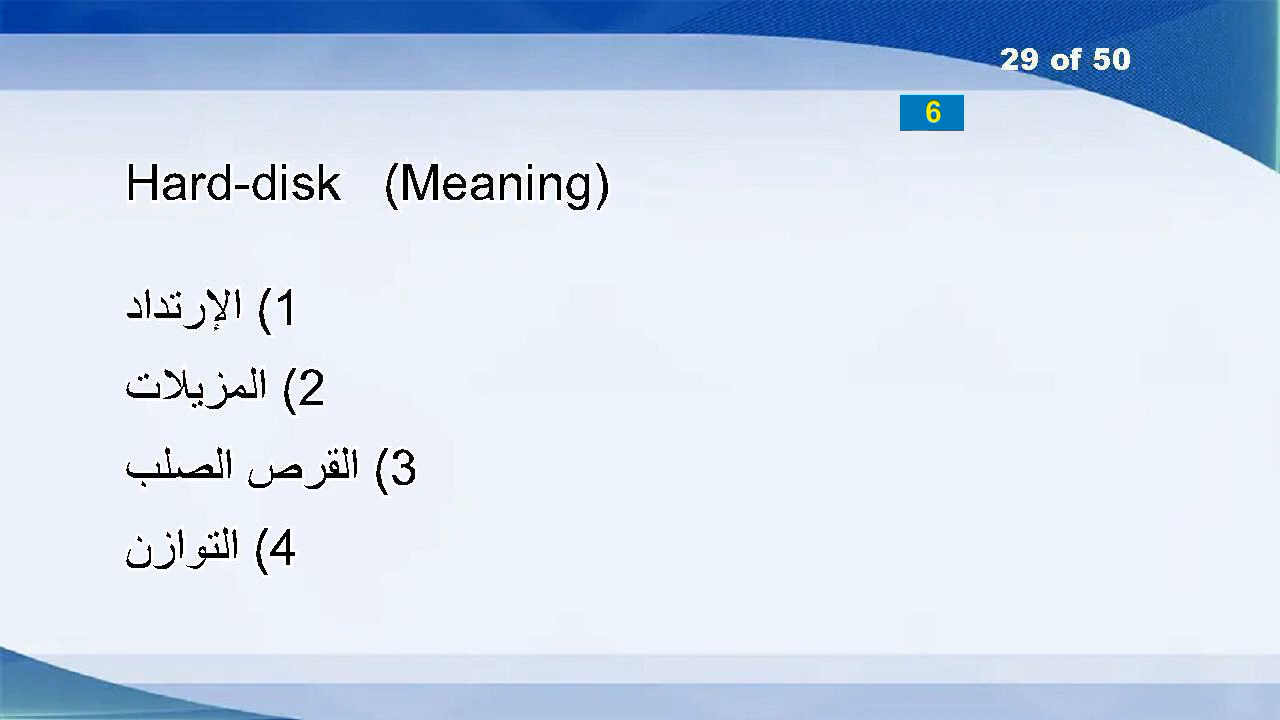 29 of 50
6
Hard-disk (Meaning)
1) الإرتداد
2) المزيلات
3) القرص الصلب
4) التوازن